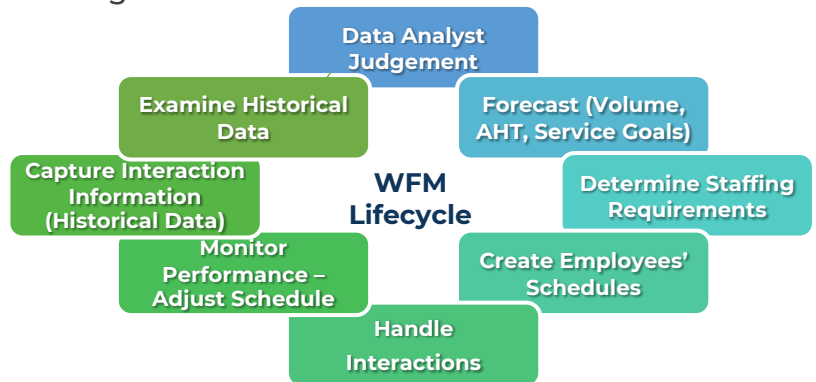 Data Analyst
Judgement
Examine Historical
Data
Forecast (Volume,
AHT, Service Goals)
Capture Interaction
Information
(Historical Data)
WFM
Lifecycle
Determine Staffing
Requirements
Monitor
Performance –
Adjust Schedule
Create Employees’
Schedules
Handle
Interactions